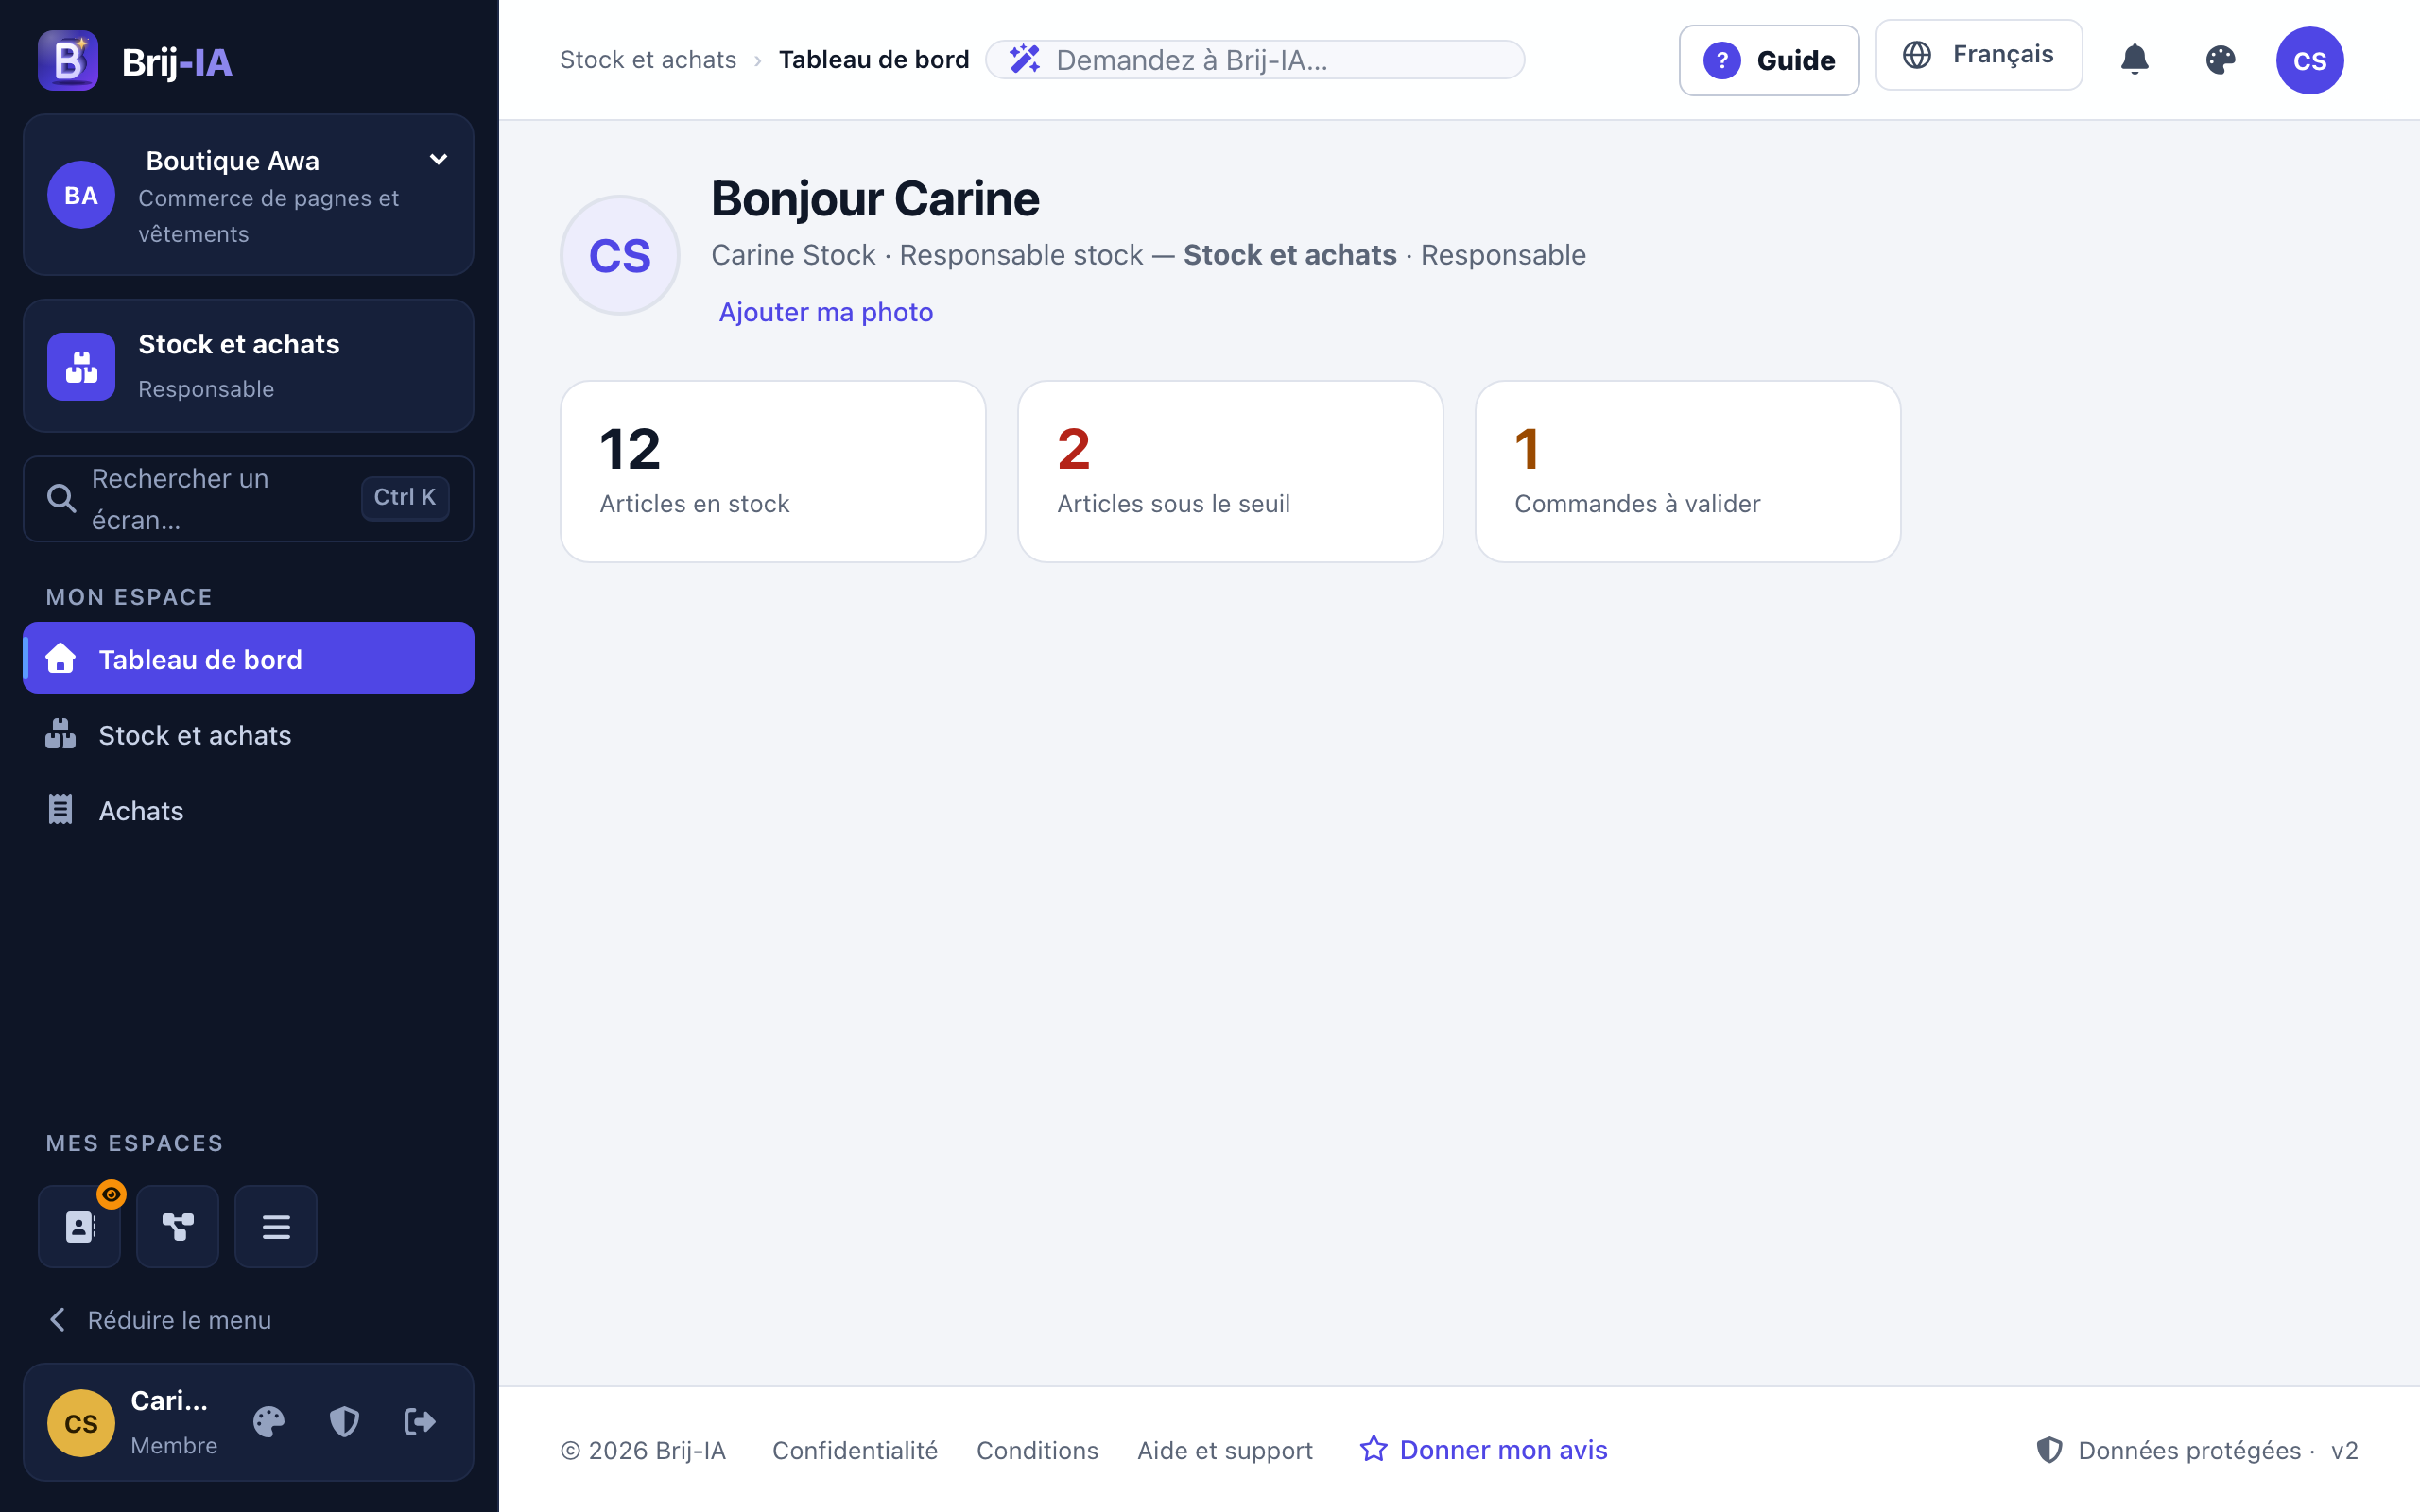 Brij-IA
BA
Boutique Awa
Commerce de pagnes et
vêtements
Stock et achats
Responsable
Rechercher un
écran...
Ctrl K
MON ESPACE
Tableau de bord
Stock et achats
Achats
MES ESPACES
Réduire le menu
CS
Cari...
Membre
Stock et achats › Tableau de bord
Demandez à Brij-IA...
? Guide
Français
CS
CS
Bonjour Carine
Carine Stock · Responsable stock — Stock et achats · Responsable
Ajouter ma photo
12
Articles en stock
2
Articles sous le seuil
1
Commandes à valider
© 2026 Brij-IA
Confidentialité
Conditions
Aide et support
Donner mon avis
Données protégées · v2